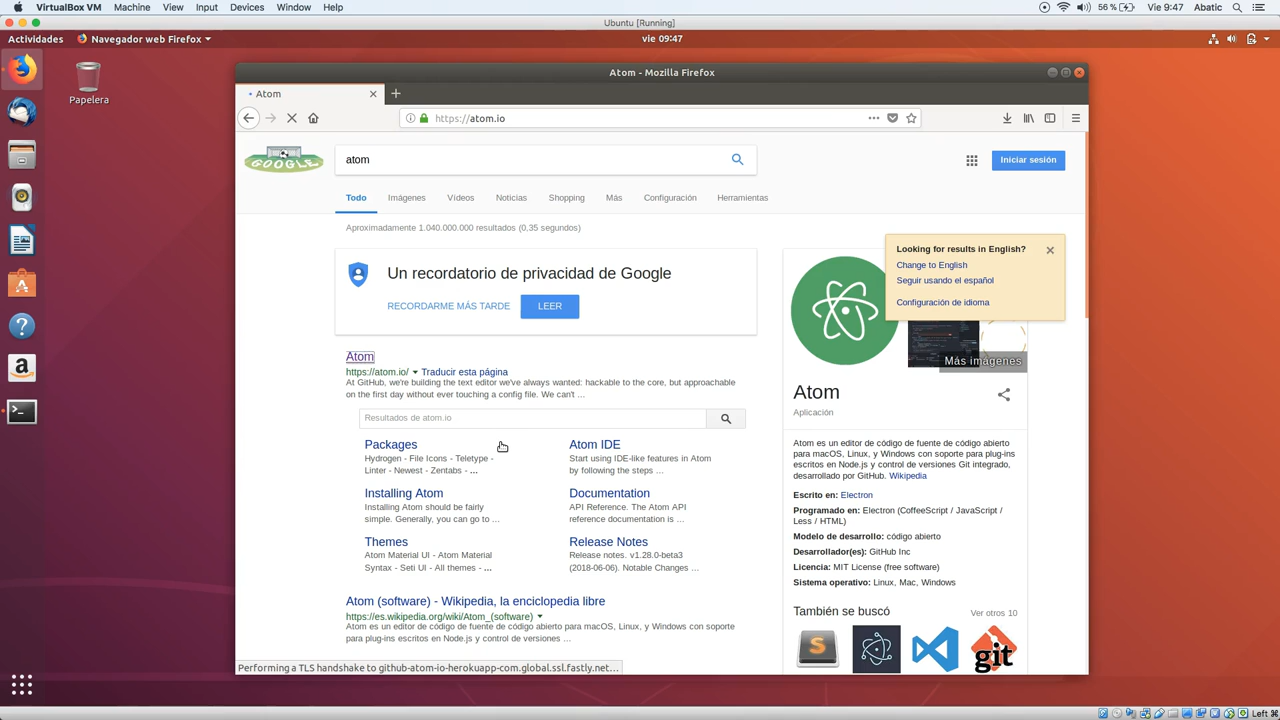 VirtualBox VM Machine View Input Devices Window Help 56 % Vie 9:47 Abatic
Ubuntu [Running]
Actividades Navegador web Firefox vie 09:47
Papelera
Atom - Mozilla Firefox
Atom
https://atom.io
GOOGLE
atom
Iniciar sesión
Todo Imágenes Vídeos Noticias Shopping Más Configuración Herramientas
Aproximadamente 1.040.000.000 resultados (0,35 segundos)
Looking for results in English?
Change to English
Seguir usando el español
Configuración de idioma
Un recordatorio de privacidad de Google
RECORDARME MÁS TARDE LEER
Más imágenes
Atom
https://atom.io/ Traducir esta página
At GitHub, we're building the text editor we've always wanted: hackable to the core, but approachable
on the first day without ever touching a config file. We can't ...
Resultados de atom.io
Packages
Hydrogen - File Icons - Teletype -
Linter - Newest - Zentabs - ...
Atom IDE
Start using IDE-like features in Atom
by following the steps ...
Installing Atom
Installing Atom should be fairly
simple. Generally, you can go to ...
Documentation
API Reference. The Atom API
reference documentation is ...
Themes
Atom Material UI - Atom Material
Syntax - Seti UI - All themes - ...
Release Notes
Release notes. v1.28.0-beta3
(2018-06-06). Notable Changes ...
Atom (software) - Wikipedia, la enciclopedia libre
https://es.wikipedia.org/wiki/Atom_(software)
Atom es un editor de código de fuente de código abierto para macOS, Linux, y Windows con soporte
para plug-ins escritos en Node.js y control de versiones ...
Atom
Aplicación
Atom es un editor de código de fuente de código abierto
para macOS, Linux, y Windows con soporte para plug-ins
escritos en Node.js y control de versiones Git integrado,
desarrollado por GitHub. Wikipedia
Escrito en: Electron
Programado en: Electron (CoffeeScript / JavaScript /
Less / HTML)
Modelo de desarrollo: código abierto
Desarrollador(es): GitHub Inc
Licencia: MIT License (free software)
Sistema operativo: Linux, Mac, Windows
También se buscó Ver otros 10
git
Performing a TLS handshake to github-atom-io-herokuapp-com.global.ssl.fastly.net...
Left ⌘